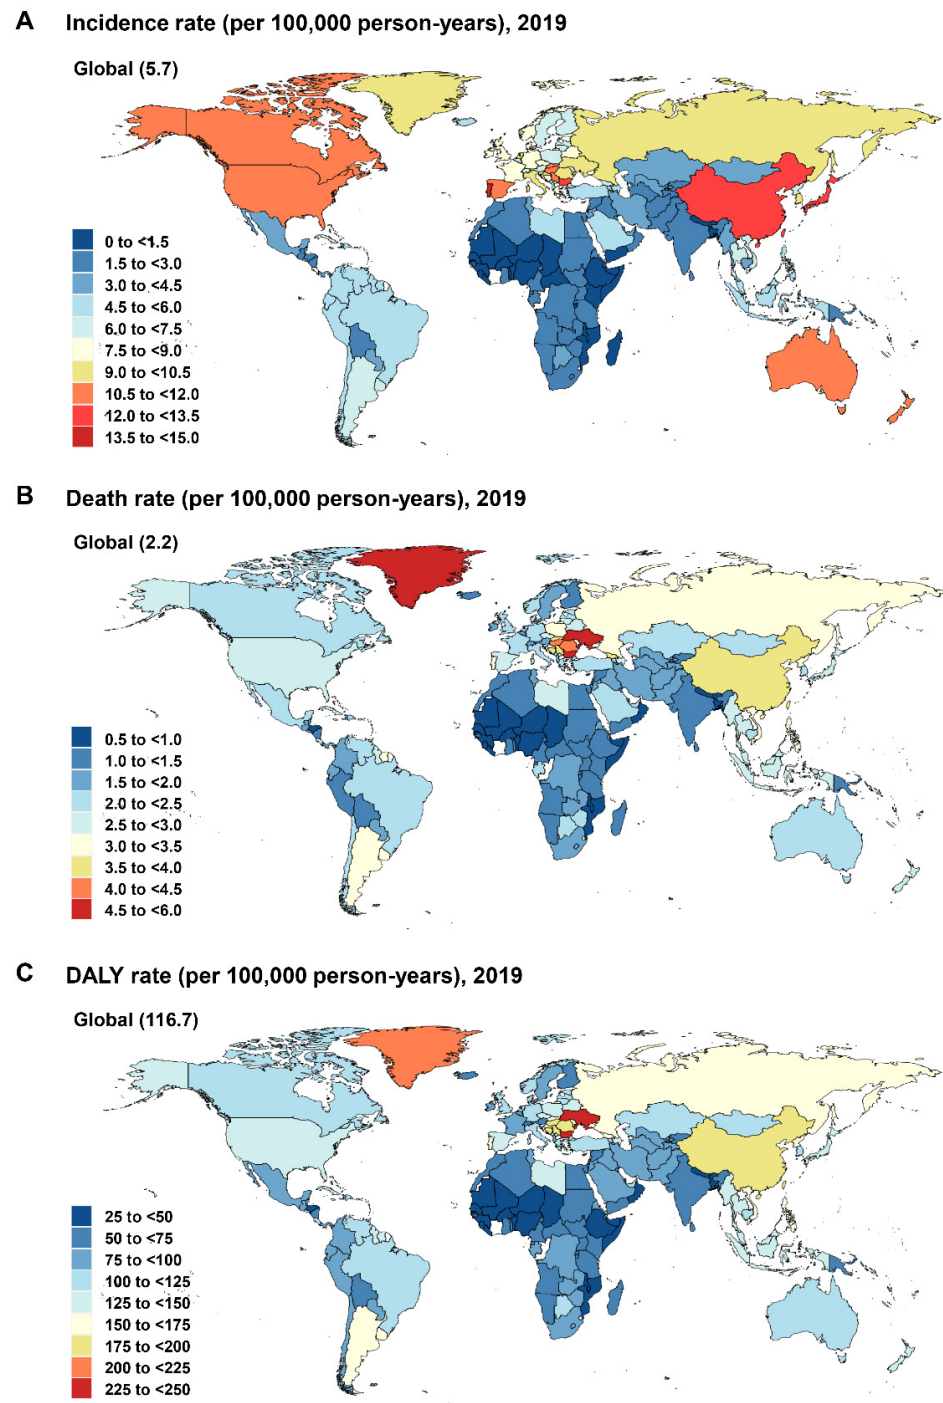 A Incidence rate (per 100,000 person-years), 2019
Global (5.7)
0 to <1.5
1.5 to <3.0
3.0 to <4.5
4.5 to <6.0
6.0 to <7.5
7.5 to <9.0
9.0 to <10.5
10.5 to <12.0
12.0 to <13.5
13.5 to <15.0
B Death rate (per 100,000 person-years), 2019
Global (2.2)
0.5 to <1.0
1.0 to <1.5
1.5 to <2.0
2.0 to <2.5
2.5 to <3.0
3.0 to <3.5
3.5 to <4.0
4.0 to <4.5
4.5 to <6.0
C DALY rate (per 100,000 person-years), 2019
Global (116.7)
25 to <50
50 to <75
75 to <100
100 to <125
125 to <150
150 to <175
175 to <200
200 to <225
225 to <250